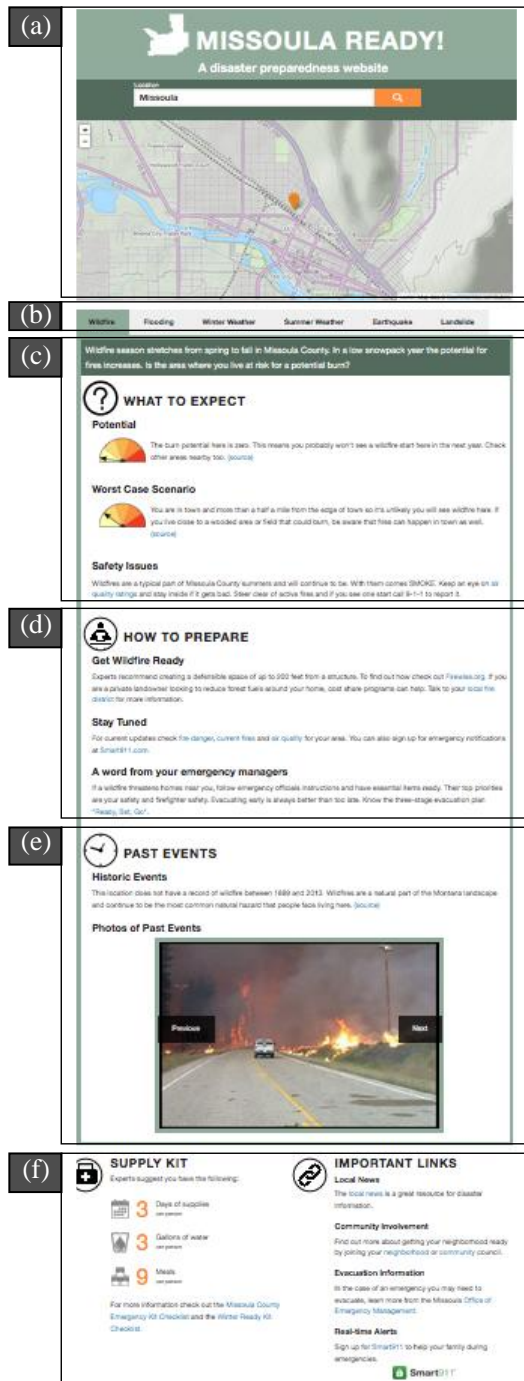 (a)
MISSOULA READY!
A disaster preparedness website
Location
Missoula
(b)
Wildfire Flooding Winter Weather Summer Weather Earthquake Landslide
(c)
Wildfire season stretches from spring to fall in Missoula County. In a low snowpack year the potential for
fires increases. Is the area where you live at risk for a potential burn?
WHAT TO EXPECT
Potential
The burn potential here is zero. This means you probably won't see a wildfire start here in the next year. Check
other areas nearby too. (source)
Worst Case Scenario
You are in town and more than a half a mile from the edge of town so it's unlikely you will see wildfire here. If
you live close to a wooded area or field that could burn, be aware that fires can happen in town as well.
(source)
Safety Issues
Wildfires are a typical part of Missoula County summers and will continue to be. With them comes SMOKE. Keep an eye on air
quality ratings and stay inside if it gets bad. Steer clear of active fires and if you see one start call 9-1-1 to report it.
(d)
HOW TO PREPARE
Get Wildfire Ready
Experts recommend creating a defensible space of up to 200 feet from a structure. To find out how check out Firewise.org. If you
are a private landowner looking to reduce forest fuels around your home, cost share programs can help. Talk to your local fire
district for more information.
Stay Tuned
For current updates check fire danger, current fires and air quality for your area. You can also sign up for emergency notifications
at Smart911.com.
A word from your emergency managers
If a wildfire threatens homes near you, follow emergency officials instructions and have essential items ready. Their top priorities
are your safety and firefighter safety. Evacuating early is always better than too late. Know the three-stage evacuation plan
"Ready, Set, Go".
(e)
PAST EVENTS
Historic Events
This location does not have a record of wildfire between 1889 and 2013. Wildfires are a natural part of the Montana landscape
and continue to be the most common natural hazard that people face living here. (source)
Photos of Past Events
Previous Next
(f)
SUPPLY KIT
Experts suggest you have the following:
3 Days of supplies
per person
3 Gallons of water
per person
9 Meals
per person
For more information check out the Missoula County
Emergency Kit Checklist and the Winter Ready Kit
Checklist.
IMPORTANT LINKS
Local News
The local news is a great resource for disaster
information.
Community Involvement
Find out more about getting your neighborhood ready
by joining your neighborhood or community council.
Evacuation Information
In the case of an emergency you may need to
evacuate, learn more from the Missoula Office of
Emergency Management.
Real-time Alerts
Sign up for Smart911 to help your family during
emergencies.
Smart911